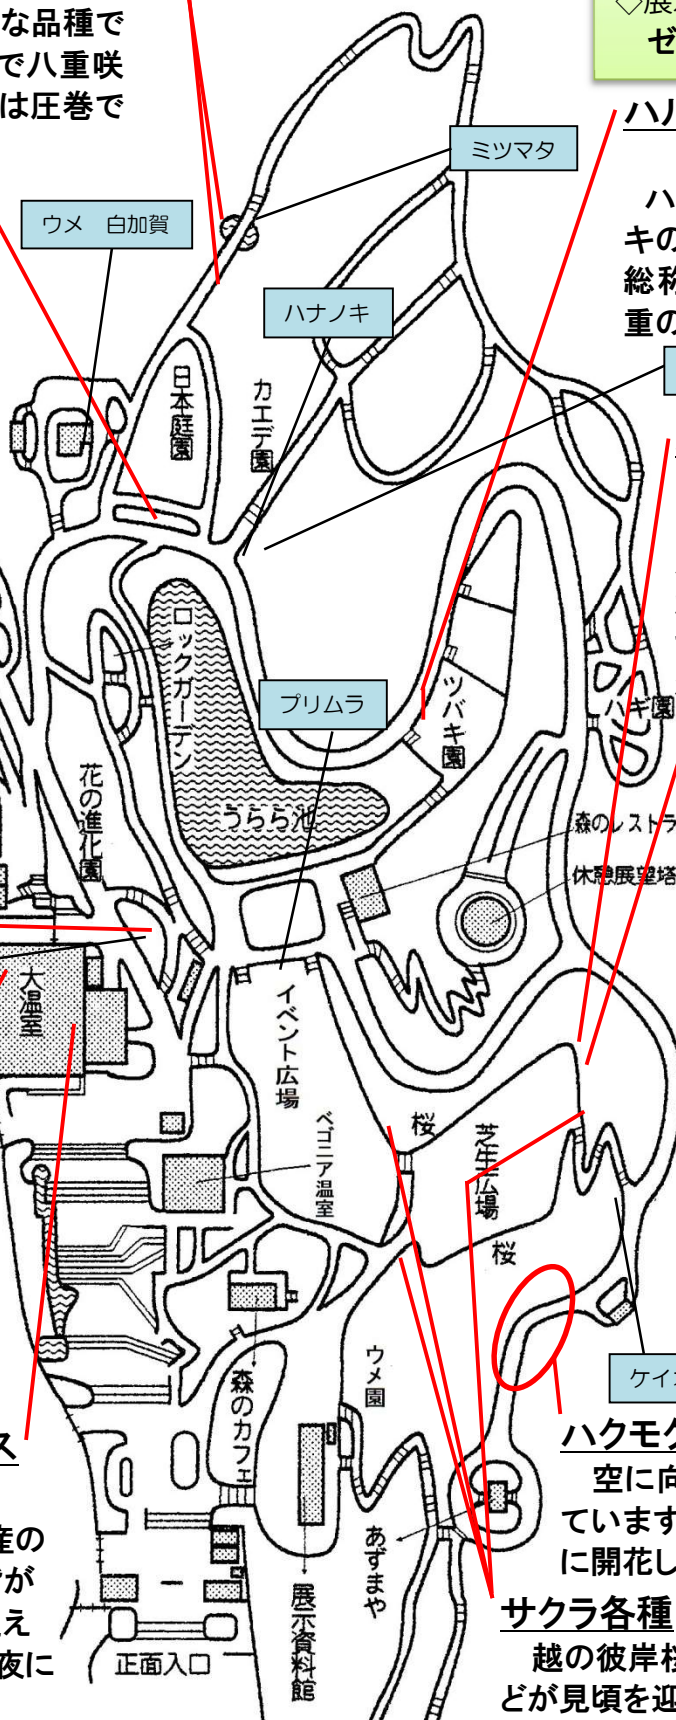 な品種で
で八重咲
は圧巻で
◇展
ゼ
ミツマタ
ウメ　白加賀
ハナノキ
ハ
キの
総称
重の
日本庭園
カエデ園
ロックガーデン
プリムラ
ツバキ園
ハギ園
花の進化園
うらら池
森のレストラ
休憩展望塔
大温室
イベント広場
ベゴニア温室
桜
芝生広場
桜
ウメ園
森のカフェ
ケイ
ハクモク
空に向
ています
に開花し
あずまや
展示資料館
正面入口
ス
産の
が
え
夜に
サクラ各種
越の彼岸桜
どが見頃を迎